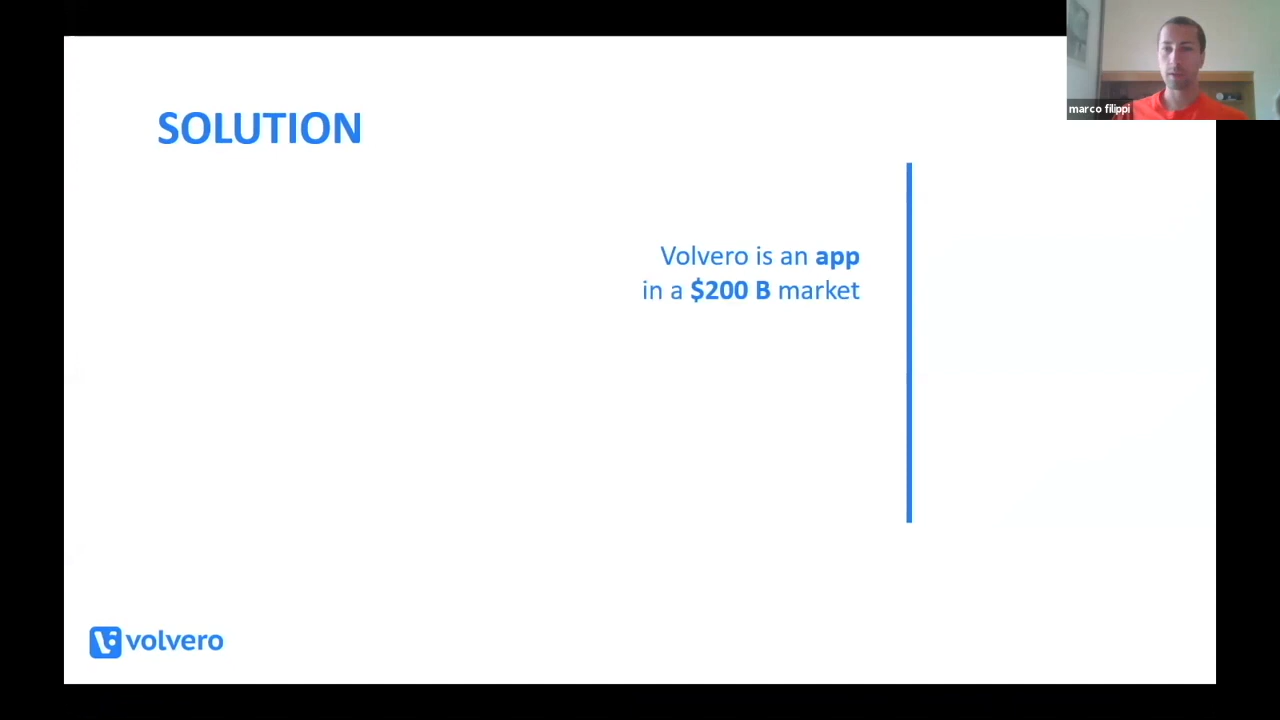 marco filippi
SOLUTION
Volvero is an app
in a $200 B market
volvero